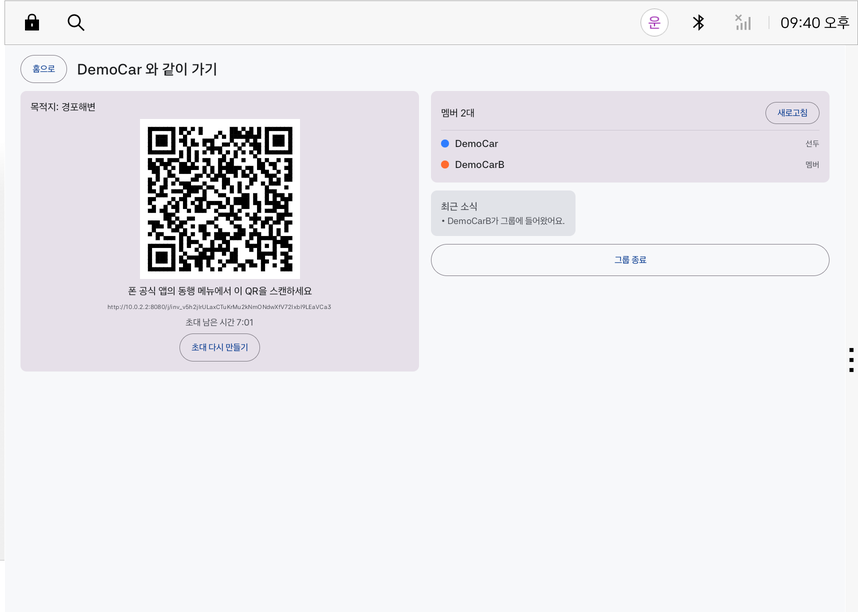 운
09:40 오후
홈으로
DemoCar 와 같이 가기
목적지: 경포해변
폰 공식 앱의 동행 메뉴에서 이 QR을 스캔하세요
초대 남은 시간 7:01
초대 다시 만들기
멤버 2대
새로고침
DemoCar
선두
DemoCarB
멤버
최근 소식
• DemoCarB가 그룹에 들어왔어요.
그룹 종료